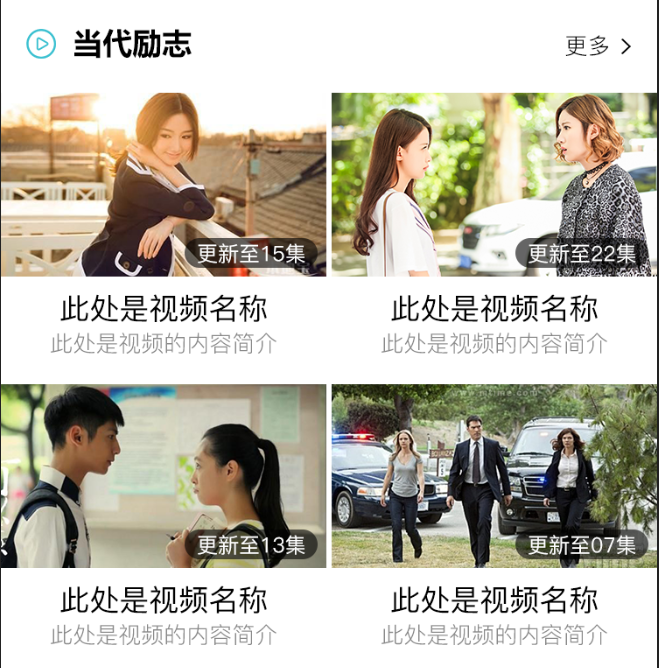 当代励志
更多
更新至15集
更新至22集
此处是视频名称
此处是视频名称
此处是视频的内容简介
此处是视频的内容简介
更新至13集
更新至07集
此处是视频名称
此处是视频名称
此处是视频的内容简介
此处是视频的内容简介